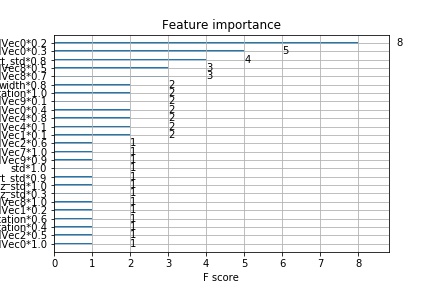 Feature importance
Vec0*0.2
8
Vec0*0.3
5
rt_std*0.8
4
Vec8*0.5
3
Vec8*0.7
3
width*0.8
2
tation*1.0
2
Vec9*0.1
2
Vec0*0.4
2
Vec4*0.8
2
Vec4*0.1
2
Vec1*0.1
2
Vec2*0.6
1
Vec7*1.0
1
Vec9*0.9
1
std*1.0
1
rt_std*0.9
1
z_std*1.0
1
z_std*0.3
1
Vec8*1.0
1
Vec1*0.2
1
tation*0.6
1
tation*0.4
1
Vec2*0.5
1
Vec0*1.0
1
0 1 2 3 4 5 6 7 8
F score